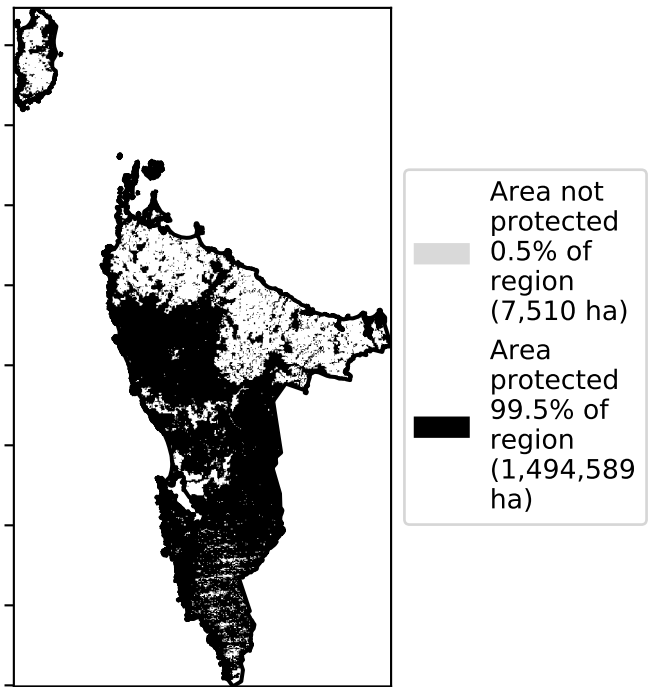 Area not
protected
0.5% of
region
(7,510 ha)
Area
protected
99.5% of
region
(1,494,589
ha)